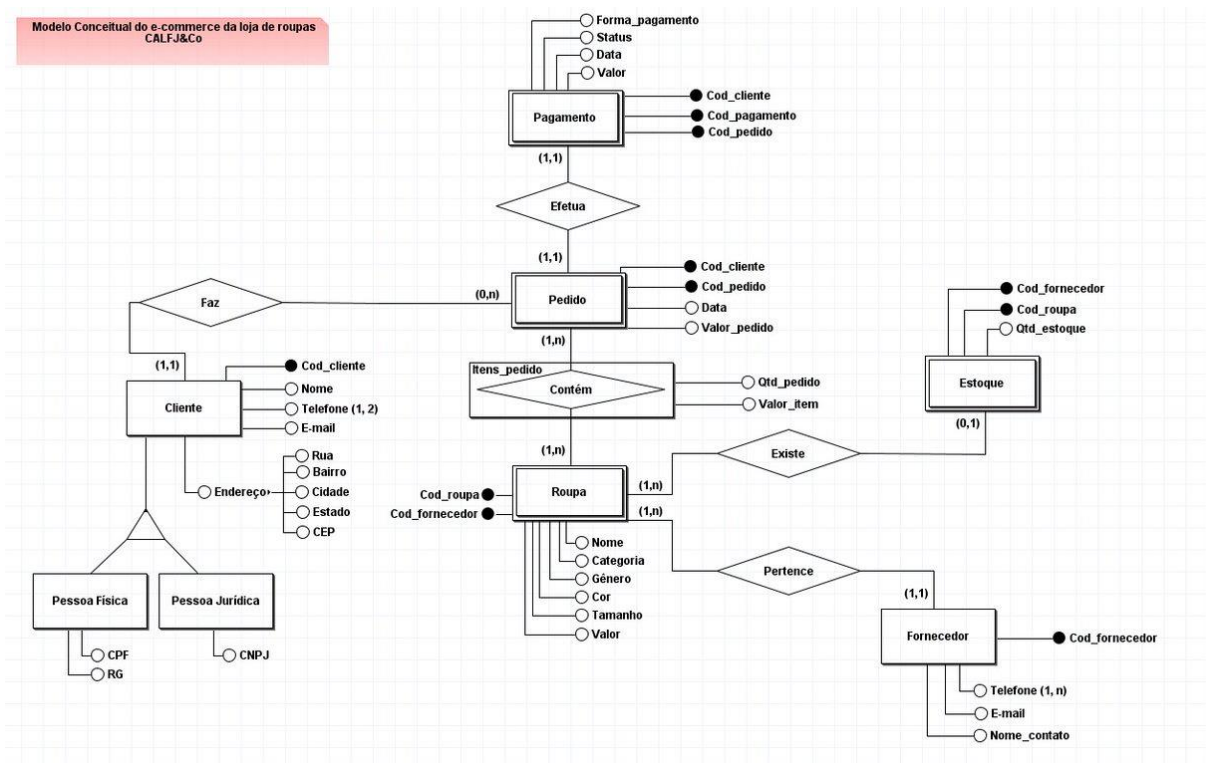 Modelo Conceitual do e-commerce da loja de roupas
CALFJ&Co
Forma_pagamento
Status
Data
Valor
Pagamento
Cod_cliente
Cod_pagamento
Cod_pedido
(1,1)
Efetua
(1,1)
Pedido
Cod_cliente
Cod_pedido
Data
Valor_pedido
(0,n)
Faz
(1,1)
(1,n)
Cliente
Cod_cliente
Nome
Telefone (1, 2)
E-mail
Endereço
Rua
Bairro
Cidade
Estado
CEP
Pessoa Física
CPF
RG
Pessoa Jurídica
CNPJ
Itens_pedido
Contém
Qtd_pedido
Valor_item
(1,n)
Cod_fornecedor
Cod_roupa
Qtd_estoque
Estoque
(0,1)
Existe
(1,n)
Roupa
Cod_roupa
Cod_fornecedor
(1,n)
Nome
Categoria
Gênero
Cor
Tamanho
Valor
Pertence
(1,1)
Fornecedor
Cod_fornecedor
Telefone (1, n)
E-mail
Nome_contato